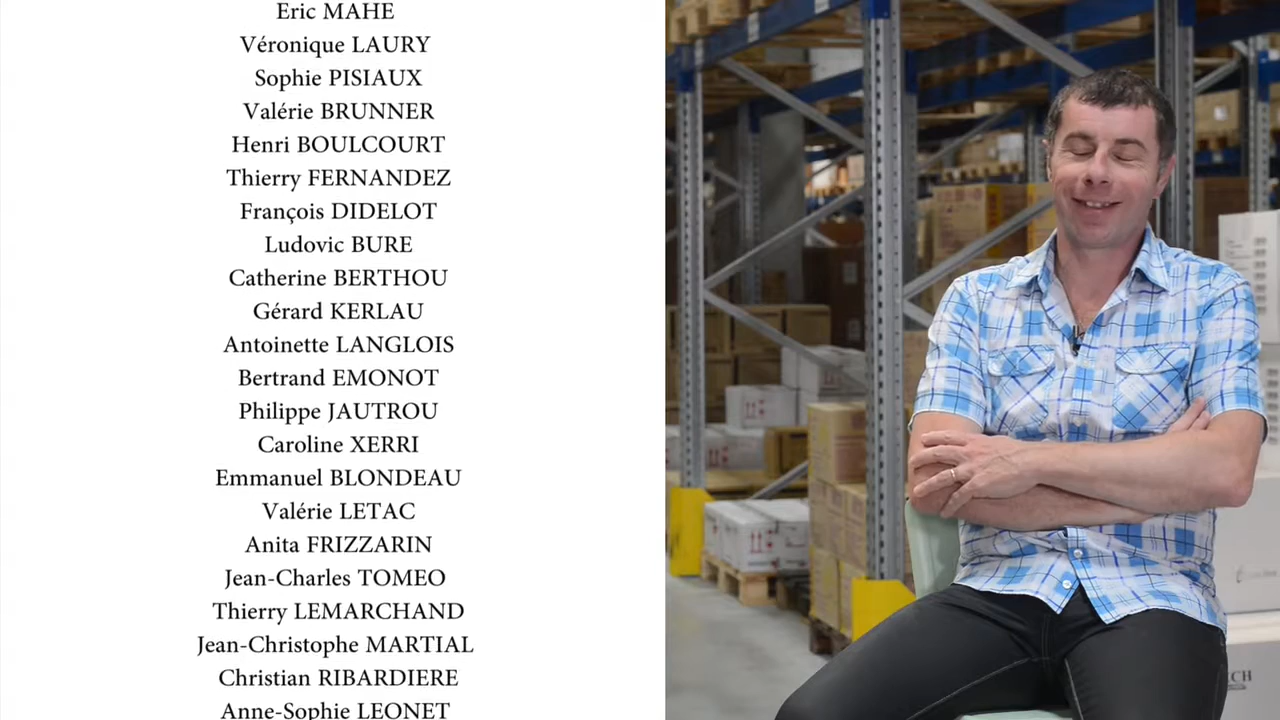 Eric MAHE
Véronique LAURY
Sophie PISIAUX
Valérie BRUNNER
Henri BOULCOURT
Thierry FERNANDEZ
François DIDELOT
Ludovic BURE
Catherine BERTHOU
Gérard KERLAU
Antoinette LANGLOIS
Bertrand EMONOT
Philippe JAUTROU
Caroline XERRI
Emmanuel BLONDEAU
Valérie LETAC
Anita FRIZZARIN
Jean-Charles TOMEO
Thierry LEMARCHAND
Jean-Christophe MARTIAL
Christian RIBARDIERE
Anne-Sophie LEONET